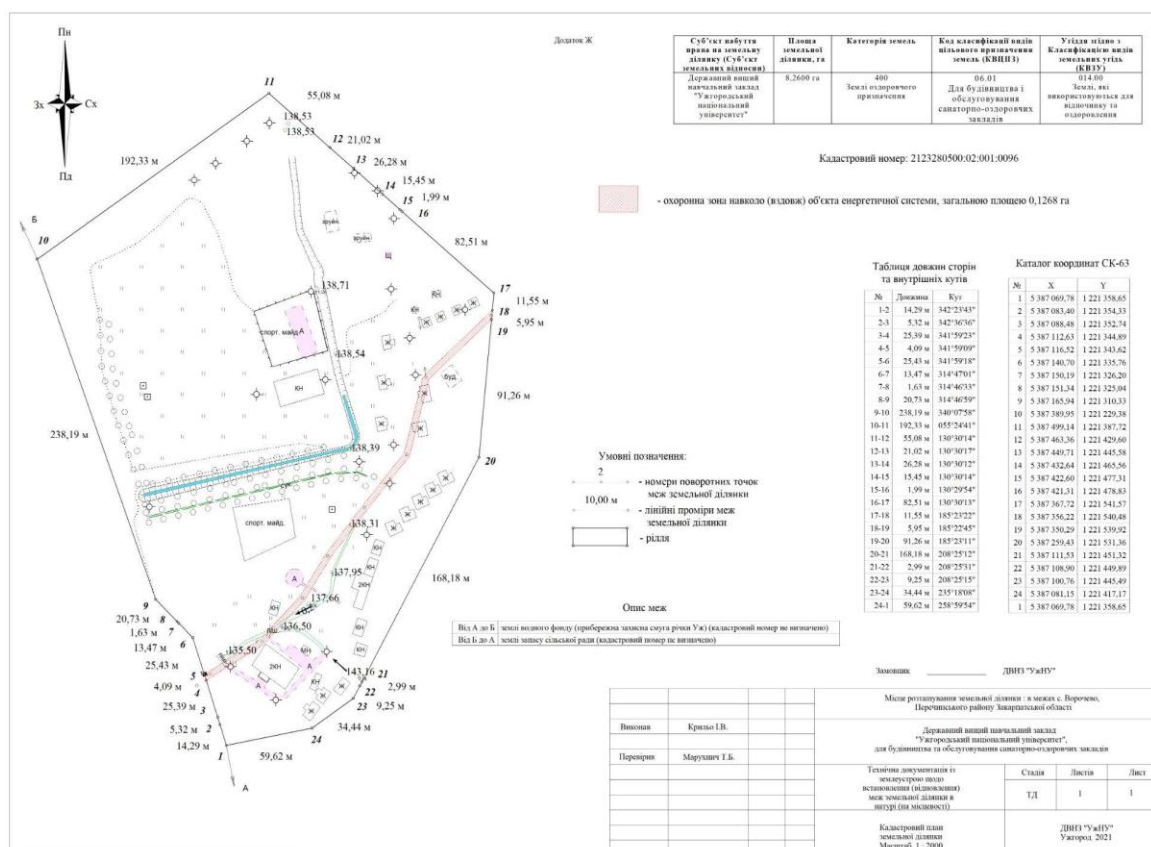 Додаток Ж
Суб'єкт набуття права на земельну ділянку (Суб'єкт земельних відносин)
Площа земельної ділянки, га
Категорія земель
Код класифікації видів цільового призначення земель (КВЦПЗ)
Угіддя згідно з Класифікацією видів земельних угідь (КВЗУ)
Державний вищий навчальний заклад "Ужгородський національний університет"
8,2600 га
400
Землі оздоровчого призначення
06.01
Для будівництва і обслуговування санаторно-оздоровчих закладів
014.00
Землі, які використовуються для відпочинку та оздоровлення
Кадастровий номер: 2123280500:02:001:0096
- охоронна зона навколо (вздовж) об'єкта енергетичної системи, загальною площею 0,1268 га
Пн
Зх Сх
Пд
11
55,08 м
138,53
138,53
12 21,02 м
13
26,28 м
14 15,45 м
15 1,99 м
16
192,33 м
Б
10
82,51 м
17
11,55 м
18
5,95 м
19
138,71
спорт. майд.
А
138,54
КН
91,26 м
238,19 м
138,39
20
спорт. майд.
138,31
137,95
168,18 м
137,66
136,50
135,50
2КН
143,16
9
20,73 м
8
1,63 м
7
13,47 м
6
25,43 м
5
4,09 м
4
25,39 м
3
5,32 м
2
14,29 м
1
59,62 м
24
34,44 м
23
9,25 м
22
2,99 м
21
А
Таблиця довжин сторін
та внутрішніх кутів
№ Довжина Кут
1-2 14,29 м 342°23'43"
2-3 5,32 м 342°36'36"
3-4 25,39 м 341°59'23"
4-5 4,09 м 341°59'09"
5-6 25,43 м 341°59'18"
6-7 13,47 м 314°47'01"
7-8 1,63 м 314°46'33"
8-9 20,73 м 314°46'59"
9-10 238,19 м 340°07'58"
10-11 192,33 м 055°24'41"
11-12 55,08 м 130°30'14"
12-13 21,02 м 130°30'17"
13-14 26,28 м 130°30'12"
14-15 15,45 м 130°30'14"
15-16 1,99 м 130°29'54"
16-17 82,51 м 130°30'13"
17-18 11,55 м 185°23'22"
18-19 5,95 м 185°22'45"
19-20 91,26 м 185°23'11"
20-21 168,18 м 208°25'12"
21-22 2,99 м 208°25'31"
22-23 9,25 м 208°25'15"
23-24 34,44 м 235°18'08"
24-1 59,62 м 258°59'54"
Каталог координат СК-63
№ X Y
1 5 387 069,78 1 221 358,65
2 5 387 083,40 1 221 354,33
3 5 387 088,48 1 221 352,74
4 5 387 112,63 1 221 344,89
5 5 387 116,52 1 221 343,62
6 5 387 140,70 1 221 335,76
7 5 387 150,19 1 221 326,20
8 5 387 151,34 1 221 325,04
9 5 387 165,94 1 221 310,33
10 5 387 389,95 1 221 229,38
11 5 387 499,14 1 221 387,72
12 5 387 463,36 1 221 429,60
13 5 387 449,71 1 221 445,58
14 5 387 432,64 1 221 465,56
15 5 387 422,60 1 221 477,31
16 5 387 421,31 1 221 478,83
17 5 387 367,72 1 221 541,57
18 5 387 356,22 1 221 540,48
19 5 387 350,29 1 221 539,92
20 5 387 259,43 1 221 531,36
21 5 387 111,53 1 221 451,32
22 5 387 108,90 1 221 449,89
23 5 387 100,76 1 221 445,49
24 5 387 081,15 1 221 417,17
1 5 387 069,78 1 221 358,65
Умовні позначення:
2
- номери поворотних точок
меж земельної ділянки
10,00 м
- лінійні проміри меж
земельної ділянки
- рілля
Опис меж
Від А до Б землі водного фонду (прибережна захисна смуга річки Уж) (кадастровий номер не визначено)
Від Б до А землі запасу сільської ради (кадастровий номер не визначено)
Замовник ДВНЗ "УжНУ"
Місце розташування земельної ділянки : в межах с. Ворочево,
Перечинського району Закарпатської області
Виконав Крильо І.В.
Державний вищий навчальний заклад
"Ужгородський національний університет",
для будівництва та обслуговування санаторно-оздоровчих закладів
Перевірив Марухнич Т.Б.
Технічна документація із
землеустрою щодо
встановлення (відновлення)
меж земельної ділянки в
натурі (на місцевості)
Стадія Листів Лист
ТД 1 1
Кадастровий план
земельної ділянки
Масштаб 1 : 2000
ДВНЗ "УжНУ"
Ужгород 2021